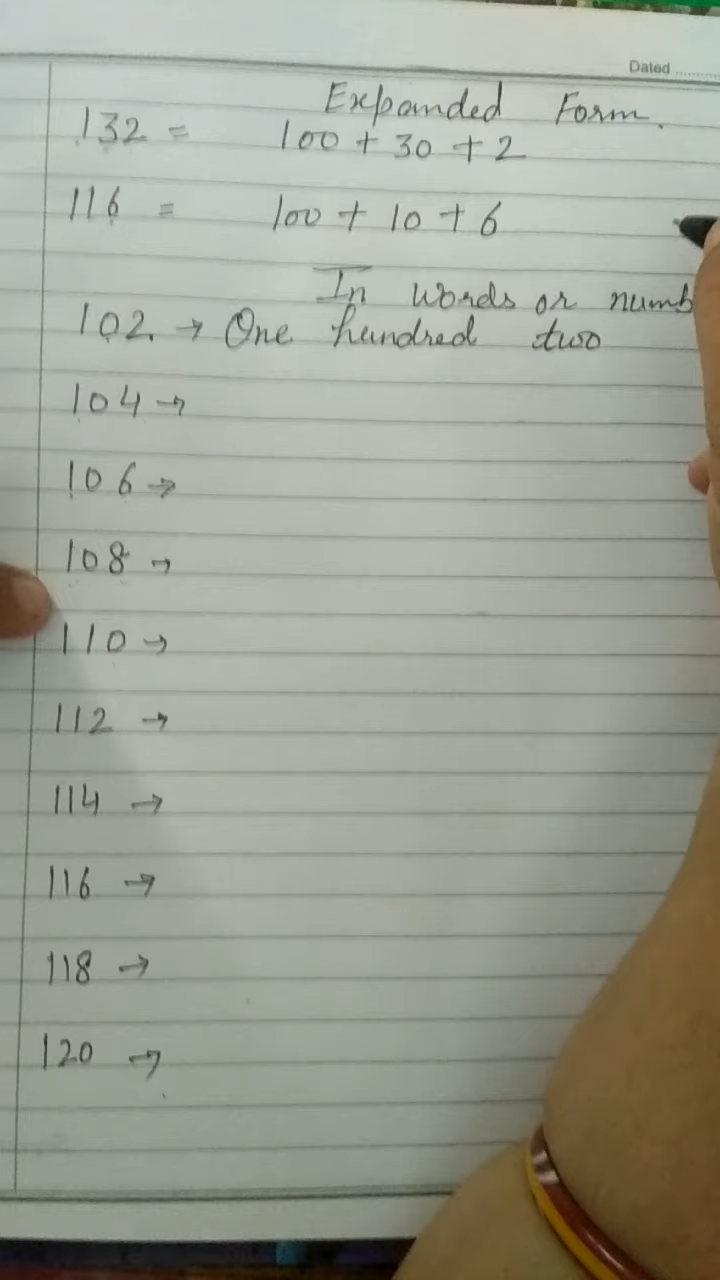 Dated ..........
Expanded Form.
132 = 100 + 30 + 2
116 = 100 + 10 + 6
In words or
102. → One hundred two
104 →
106 →
108 →
110 →
112 →
114 →
116 →
118 →
120 →